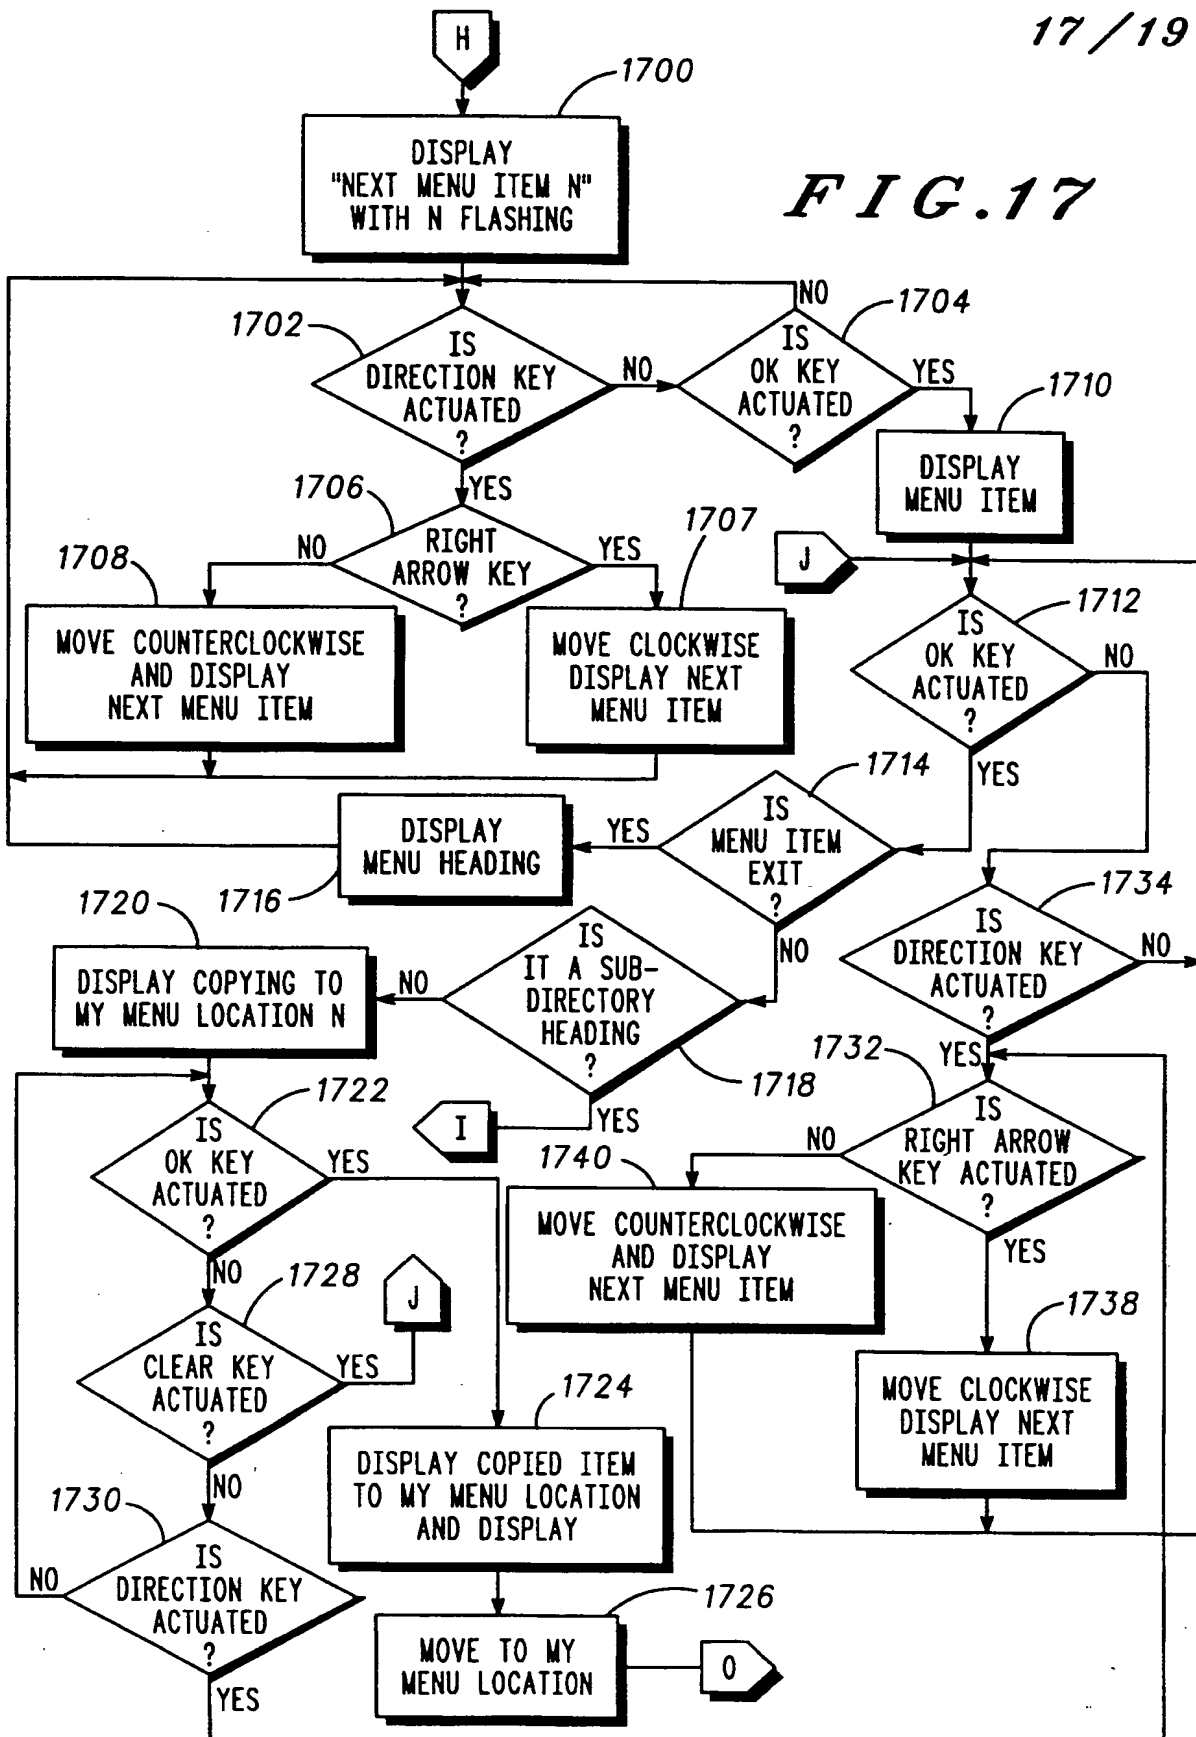 17/19
H
1700
DISPLAY
"NEXT MENU ITEM N"
WITH N FLASHING
FIG.17
NO
1702
1704
IS
DIRECTION KEY
ACTUATED
?
NO
IS
OK KEY
ACTUATED
?
YES
1710
DISPLAY
MENU ITEM
YES
1706
RIGHT
ARROW KEY
?
NO
YES
1707
1708
J
MOVE COUNTERCLOCKWISE
AND DISPLAY
NEXT MENU ITEM
MOVE CLOCKWISE
DISPLAY NEXT
MENU ITEM
1712
IS
OK KEY
ACTUATED
?
NO
YES
1714
IS
MENU ITEM
EXIT
?
YES
DISPLAY
MENU HEADING
1716
NO
1734
IS
DIRECTION KEY
ACTUATED
?
NO
YES
1720
DISPLAY COPYING TO
MY MENU LOCATION N
NO
IS
IT A SUB-
DIRECTORY
HEADING
?
1718
YES
I
1732
IS
RIGHT ARROW
KEY ACTUATED
?
NO
YES
1722
IS
OK KEY
ACTUATED
?
YES
NO
1740
MOVE COUNTERCLOCKWISE
AND DISPLAY
NEXT MENU ITEM
1728
IS
CLEAR KEY
ACTUATED
?
YES
J
NO
1738
MOVE CLOCKWISE
DISPLAY NEXT
MENU ITEM
1724
DISPLAY COPIED ITEM
TO MY MENU LOCATION
AND DISPLAY
1730
IS
DIRECTION KEY
ACTUATED
?
NO
YES
1726
MOVE TO MY
MENU LOCATION
O